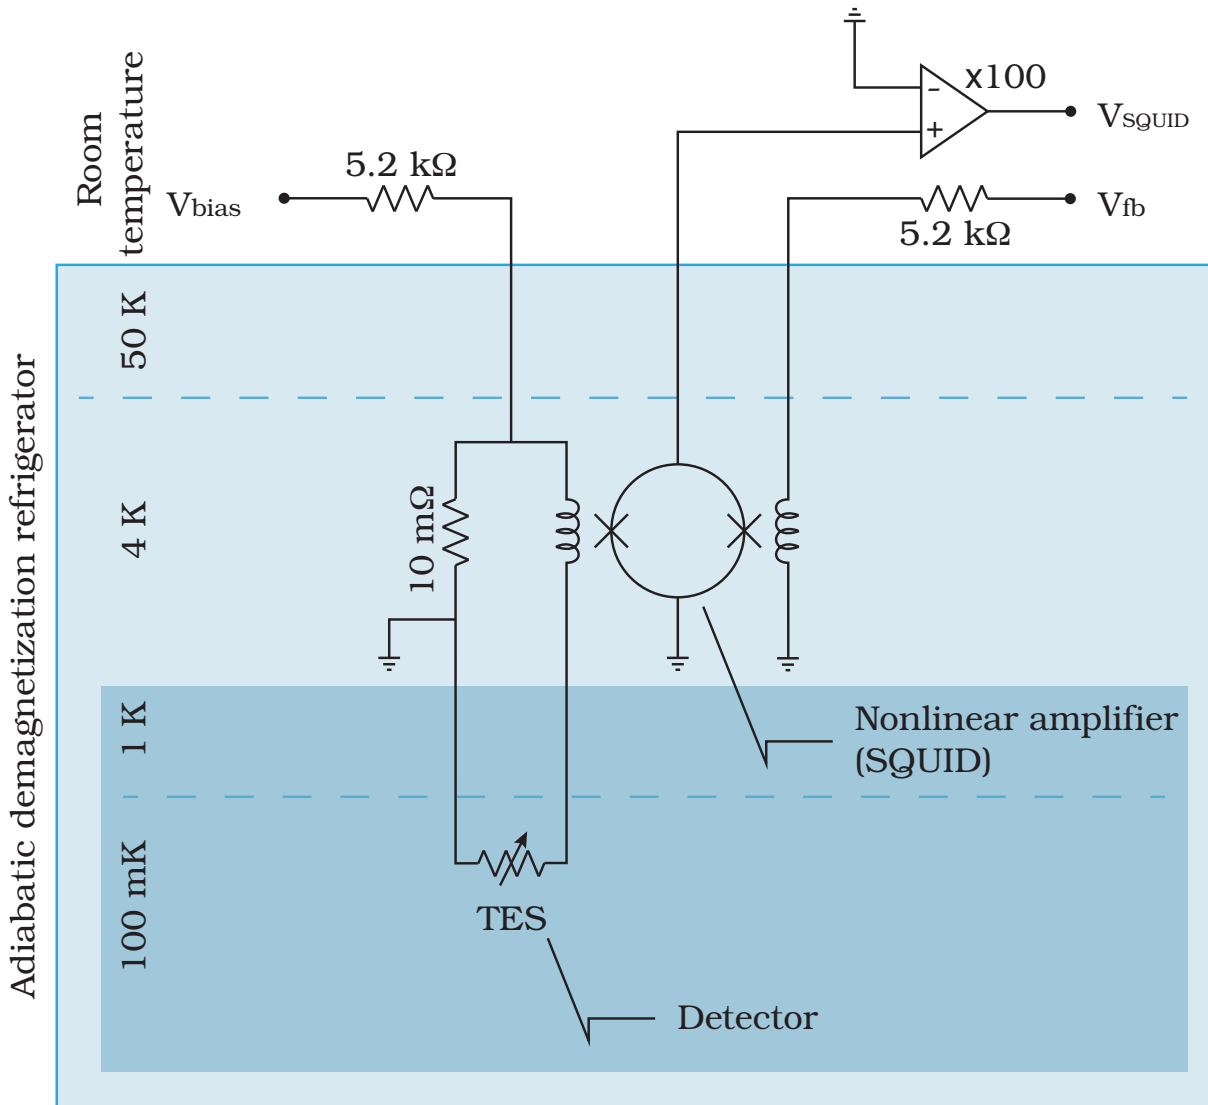 x100
V_SQUID
Room
temperature
5.2 kΩ
Vbias
-
+
Vfb
5.2 kΩ
50 K
Adiabatic demagnetization refrigerator
4 K
10 mΩ
1 K
Nonlinear amplifier
(SQUID)
100 mK
TES
Detector